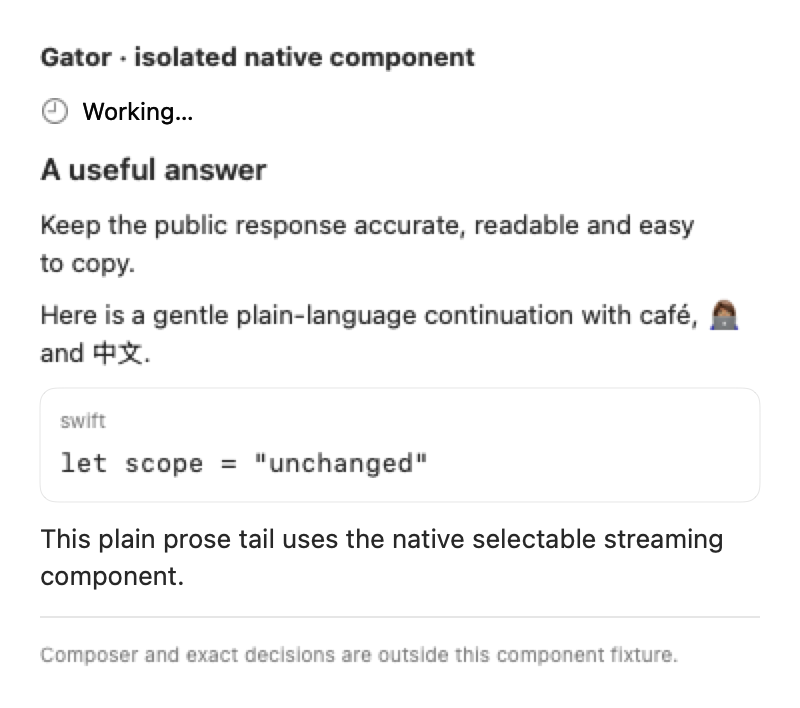 Gator · isolated native component
Working...
A useful answer
Keep the public response accurate, readable and easy
to copy.
Here is a gentle plain-language continuation with café, 👩🏽‍💻
and 中文.
swift
let scope = "unchanged"
This plain prose tail uses the native selectable streaming
component.
Composer and exact decisions are outside this component fixture.